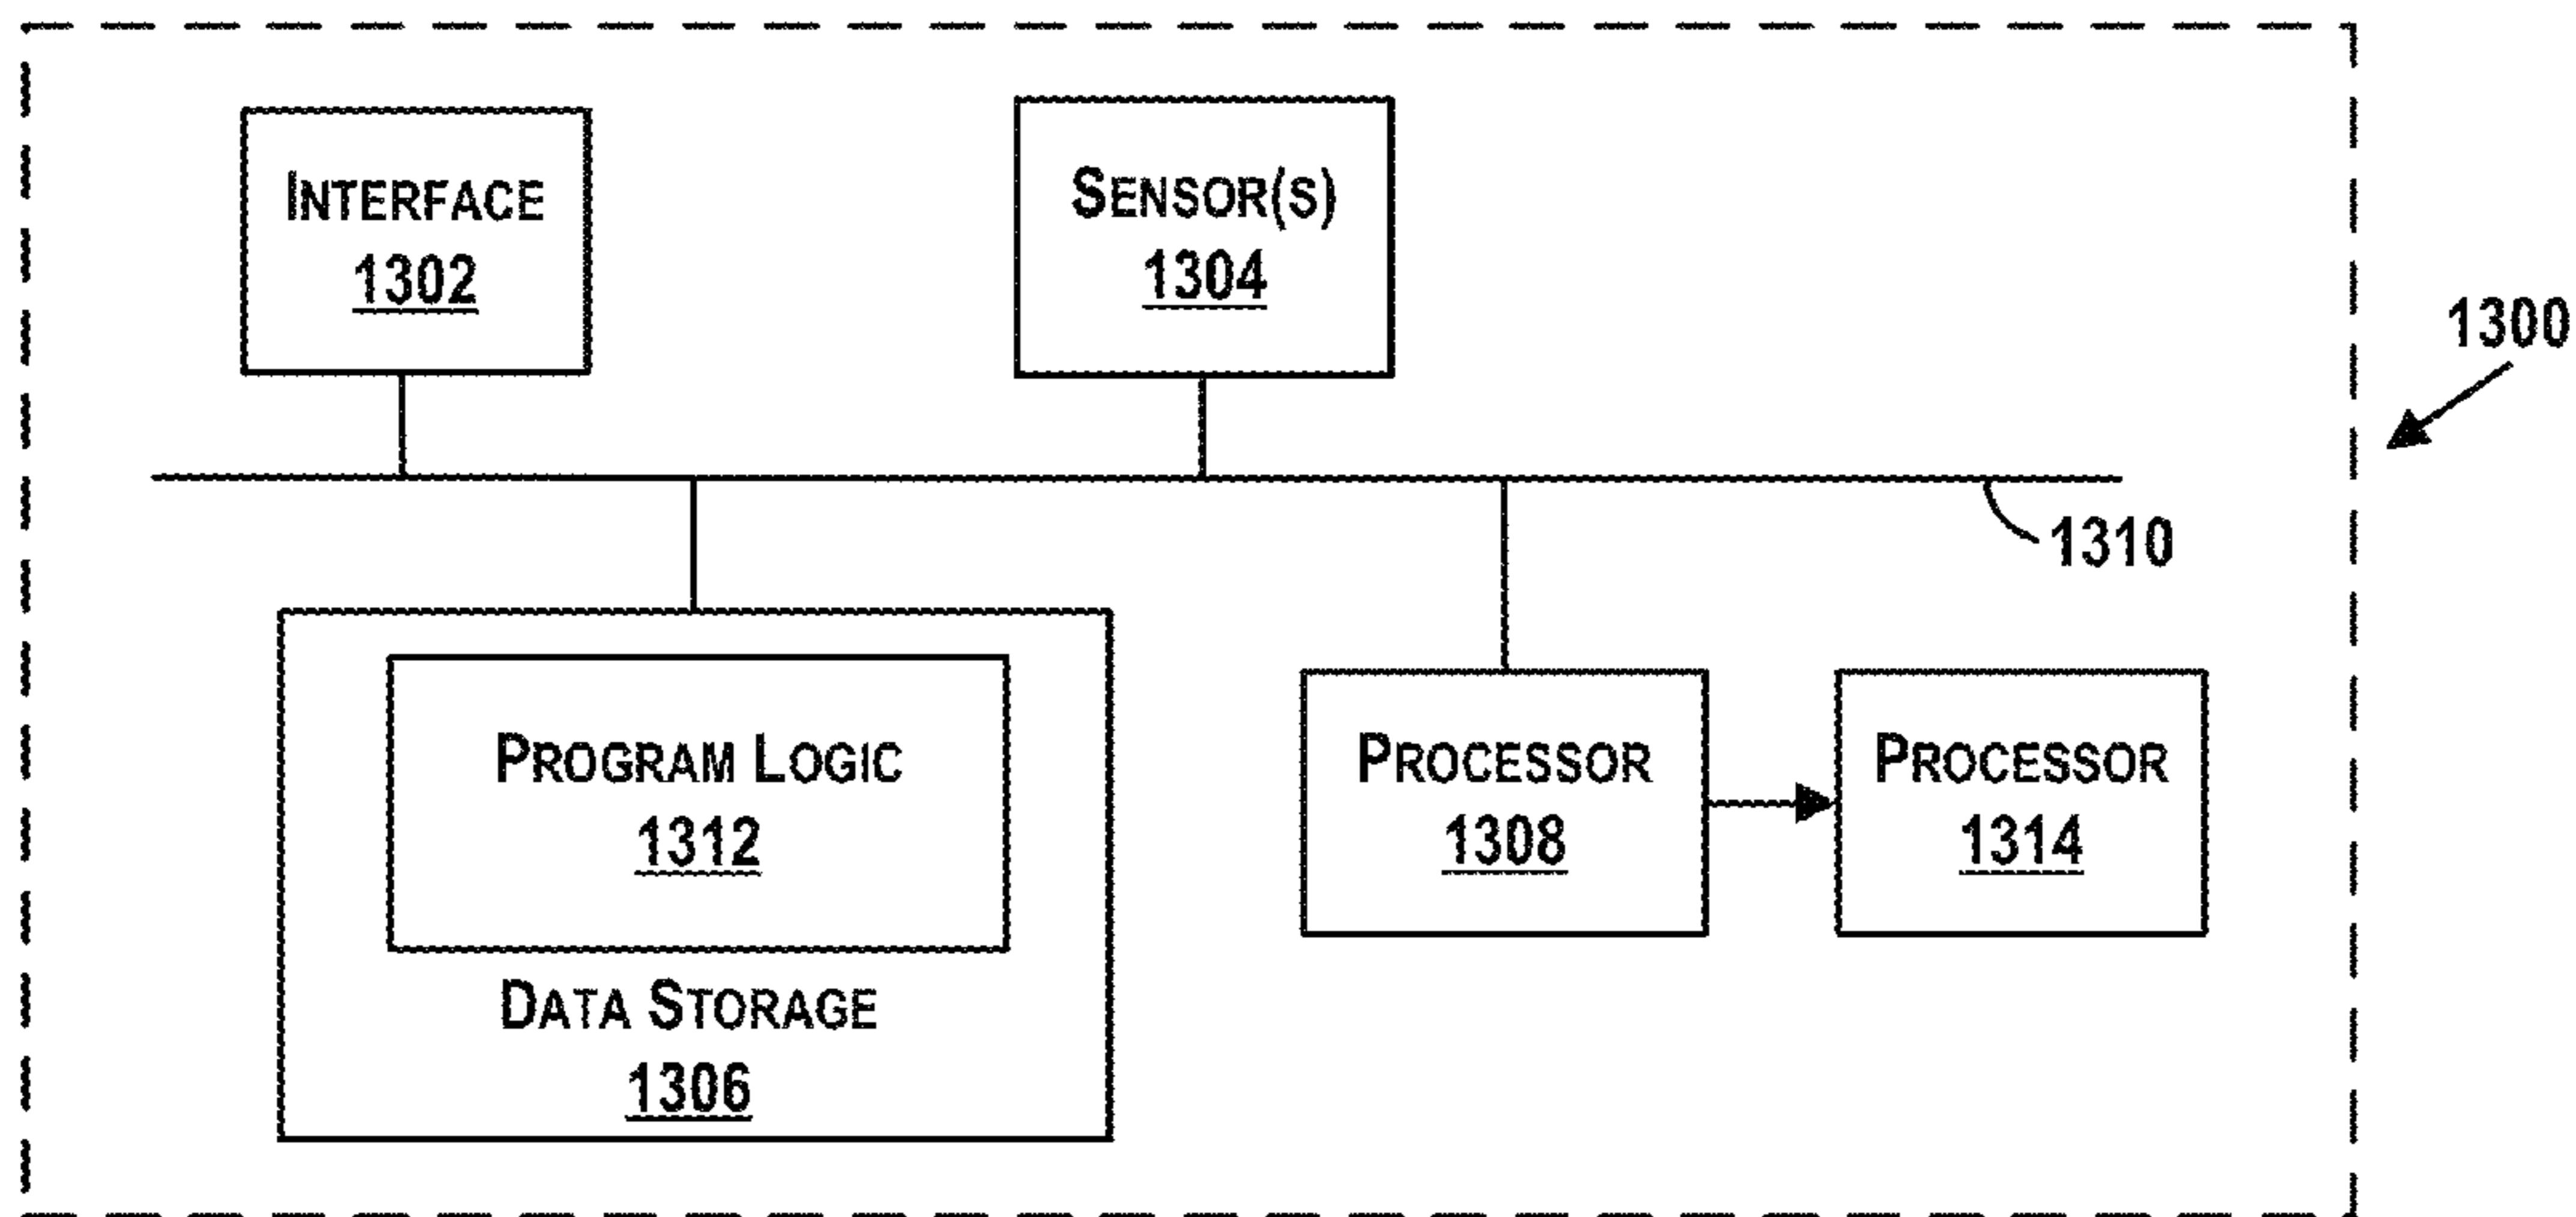 INTERFACE
1302
SENSOR(S)
1304
1300
1310
PROGRAM LOGIC
1312
DATA STORAGE
1306
PROCESSOR
1308
PROCESSOR
1314